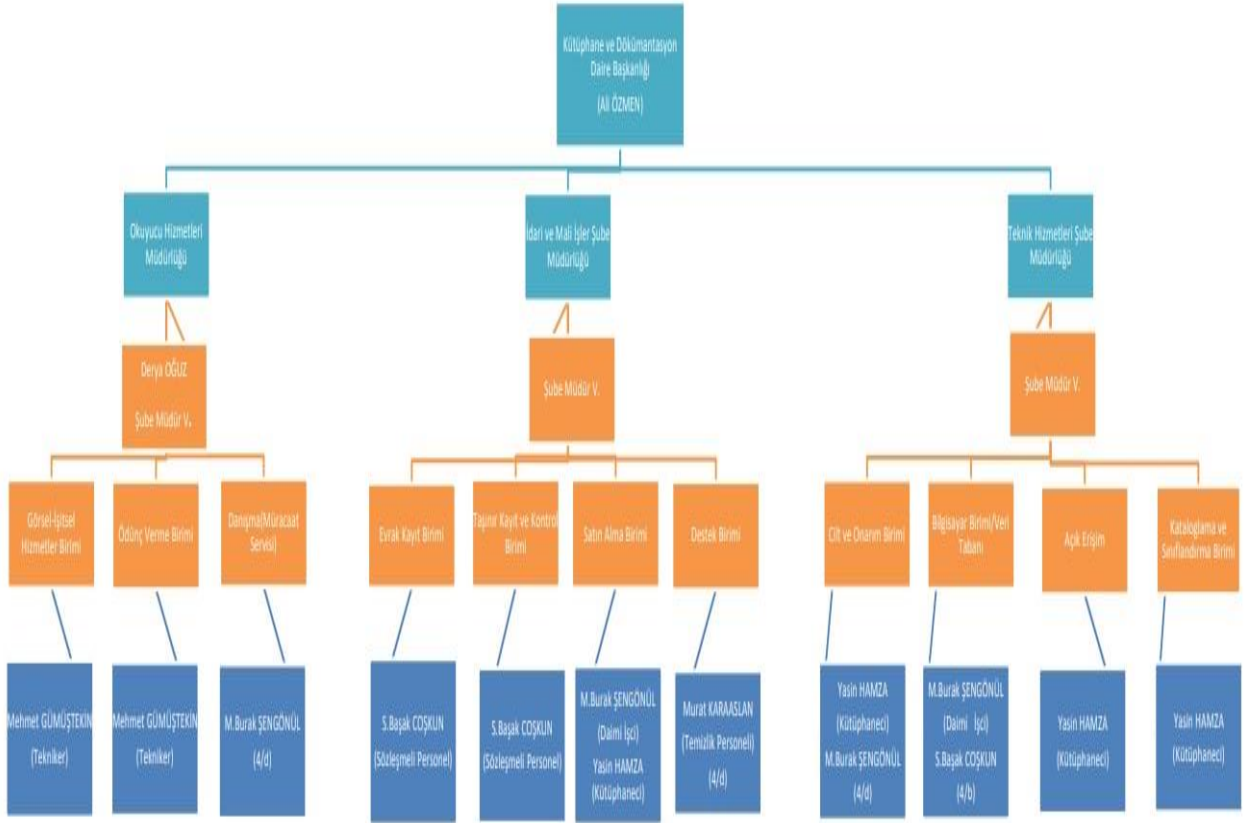 Kütüphane ve Dökümantasyon
Daire Başkanlığı
(Ali ÖZMEN)
Okuyucu Hizmetleri
Müdürlüğü
İdari ve Mali İşler Şube
Müdürlüğü
Teknik Hizmetleri Şube
Müdürlüğü
Derya OĞUZ
Şube Müdür V.
Şube Müdür V.
Şube Müdür V.
Görsel-İşitsel
Hizmetler Birimi
Ödünç Verme Birimi
Danışma(Müracaat
Servisi)
Evrak Kayıt Birimi
Taşınır Kayıt ve Kontrol
Birimi
Satın Alma Birimi
Destek Birimi
Cilt ve Onarım Birimi
Bilgisayar Birimi/Veri
Tabanı
Açık Erişim
Kataloglama ve
Sınıflandırma Birimi
Mehmet GÜMÜŞTEKİN
(Tekniker)
Mehmet GÜMÜŞTEKİN
(Tekniker)
M.Burak ŞENGÖNÜL
(4/d)
S.Başak COŞKUN
(Sözleşmeli Personel)
S.Başak COŞKUN
(Sözleşmeli Personel)
M.Burak ŞENGÖNÜL
(Daimi İşci)
Yasin HAMZA
(Kütüphaneci)
Murat KARAASLAN
(Temizlik Personeli)
(4/d)
Yasin HAMZA
(Kütüphaneci)
M.Burak ŞENGÖNÜL
(4/d)
M.Burak ŞENGÖNÜL
(Daimi İşci)
S.Başak COŞKUN
(4/b)
Yasin HAMZA
(Kütüphaneci)
Yasin HAMZA
(Kütüphaneci)